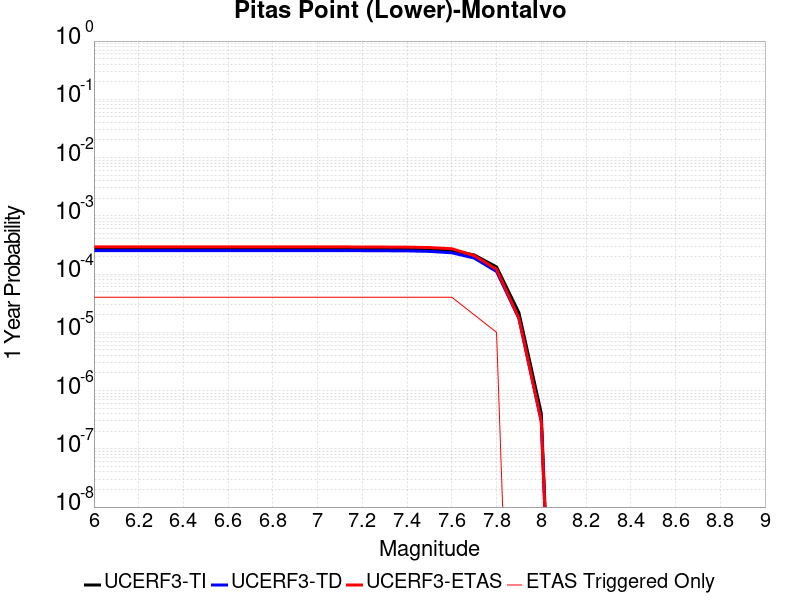 Pitas Point (Lower)-Montalvo
10^0
10^-1
10^-2
10^-3
10^-4
10^-5
10^-6
10^-7
10^-8
1 Year Probability
6 6.2 6.4 6.6 6.8 7 7.2 7.4 7.6 7.8 8 8.2 8.4 8.6 8.8 9
Magnitude
UCERF3-TI UCERF3-TD UCERF3-ETAS ETAS Triggered Only